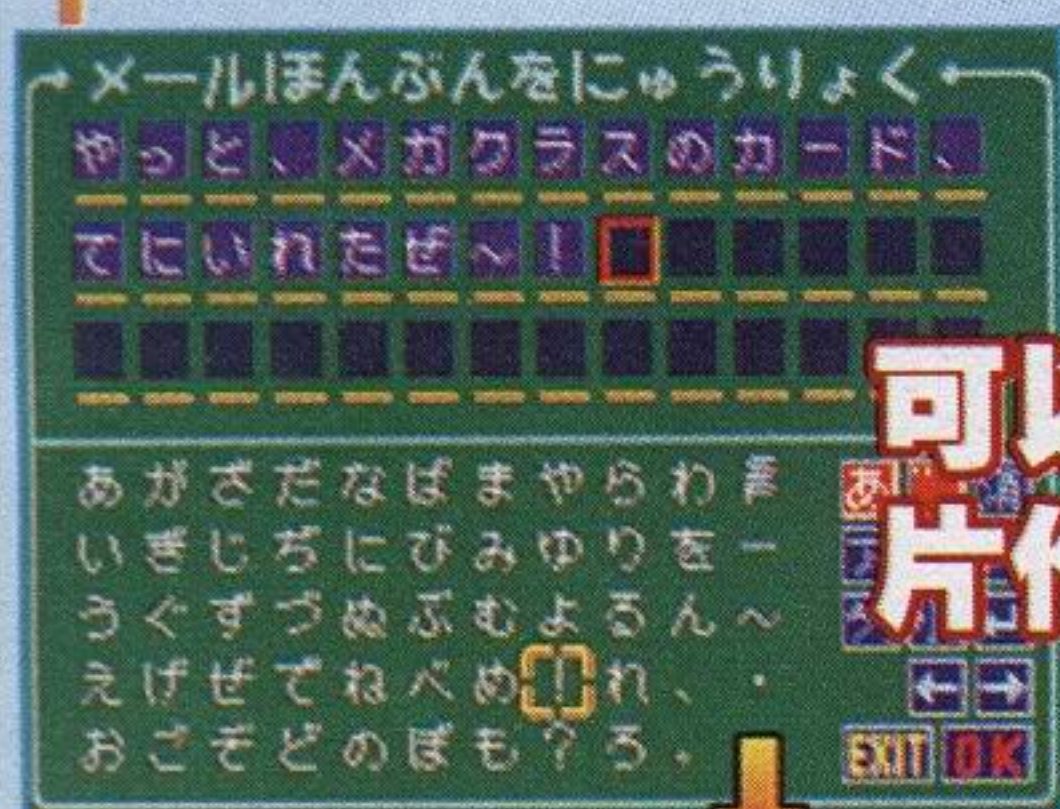 メールほんぶんをにゅうりょく
やっと、メガクラスのカード、
てにいれたぜ〜!
あ が ざ だ な ば ま や ら わ
い ぎ じ ぢ に び み ゆ り を ー
う ぐ ず づ ぬ ぶ む よ る ん 〜
え げ ぜ で ね べ め ! れ 、 ・
お ご ぞ ど の ぼ も ? ろ 。
あ
← →
EXIT OK
可
片